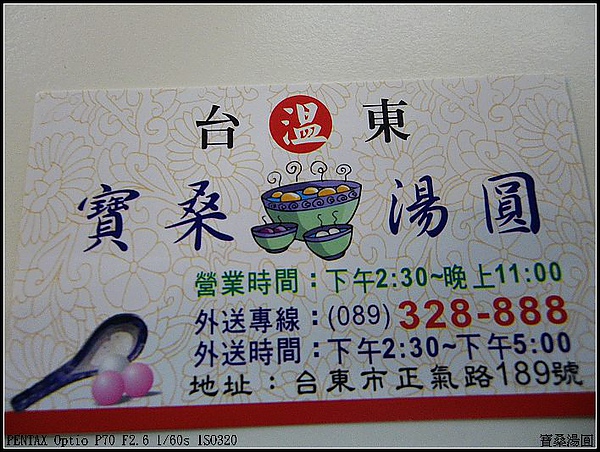 台 溫 東
寶桑 湯圓
營業時間：下午2:30~晚上11:00
外送專線：(089) 328-888
外送時間：下午2:30~下午5:00
地址：台東市正氣路189號
PENTAX Optio P70 F2.6 1/60s ISO320
寶桑湯圓